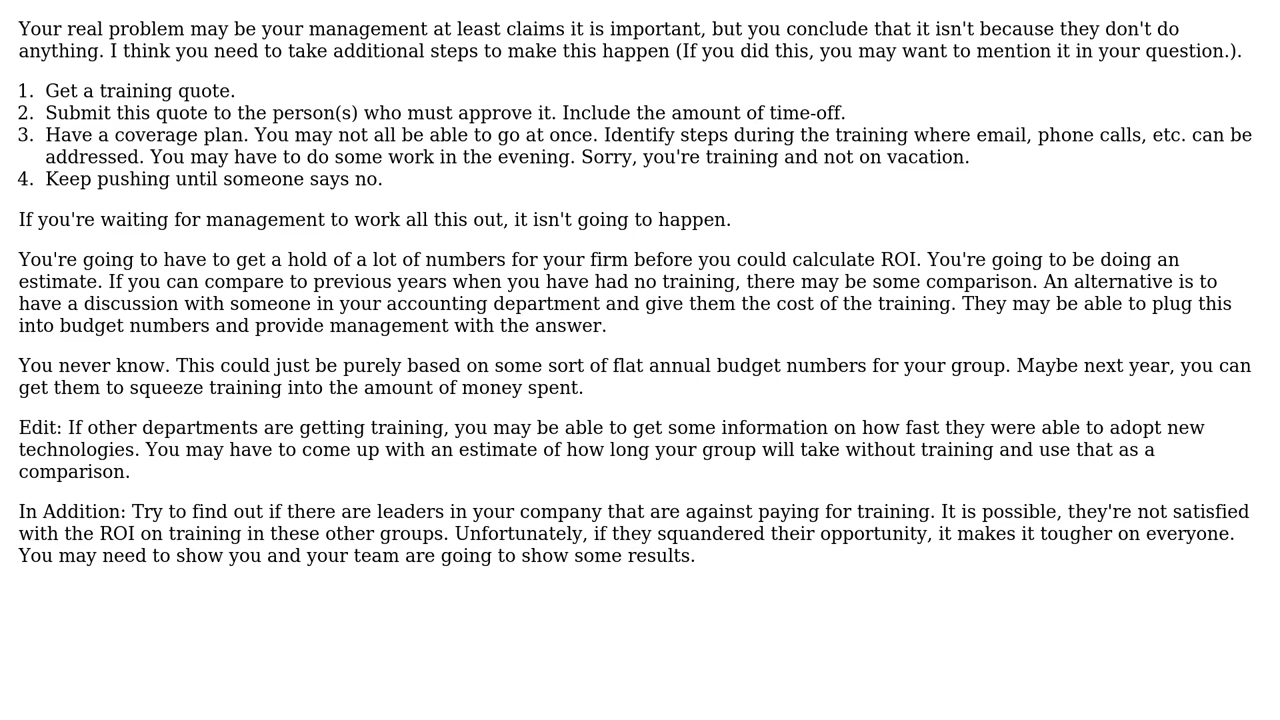 Your real problem may be your management at least claims it is important, but you conclude that it isn't because they don't do
anything. I think you need to take additional steps to make this happen (If you did this, you may want to mention it in your question.).
1. Get a training quote.
2. Submit this quote to the person(s) who must approve it. Include the amount of time-off.
3. Have a coverage plan. You may not all be able to go at once. Identify steps during the training where email, phone calls, etc. can be
addressed. You may have to do some work in the evening. Sorry, you're training and not on vacation.
4. Keep pushing until someone says no.
If you're waiting for management to work all this out, it isn't going to happen.
You're going to have to get a hold of a lot of numbers for your firm before you could calculate ROI. You're going to be doing an
estimate. If you can compare to previous years when you have had no training, there may be some comparison. An alternative is to
have a discussion with someone in your accounting department and give them the cost of the training. They may be able to plug this
into budget numbers and provide management with the answer.
You never know. This could just be purely based on some sort of flat annual budget numbers for your group. Maybe next year, you can
get them to squeeze training into the amount of money spent.
Edit: If other departments are getting training, you may be able to get some information on how fast they were able to adopt new
technologies. You may have to come up with an estimate of how long your group will take without training and use that as a
comparison.
In Addition: Try to find out if there are leaders in your company that are against paying for training. It is possible, they're not satisfied
with the ROI on training in these other groups. Unfortunately, if they squandered their opportunity, it makes it tougher on everyone.
You may need to show you and your team are going to show some results.